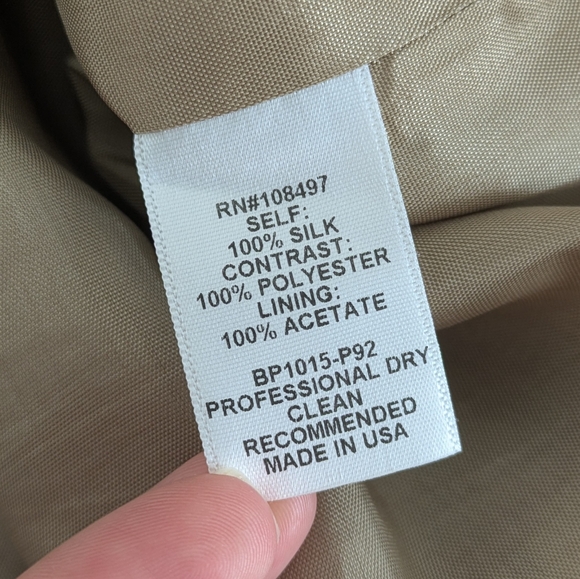 RN#108497
SELF:
100% SILK
CONTRAST:
100% POLYESTER
LINING:
100% ACETATE
BP1015-P92
PROFESSIONAL DRY
CLEAN
RECOMMENDED
MADE IN USA